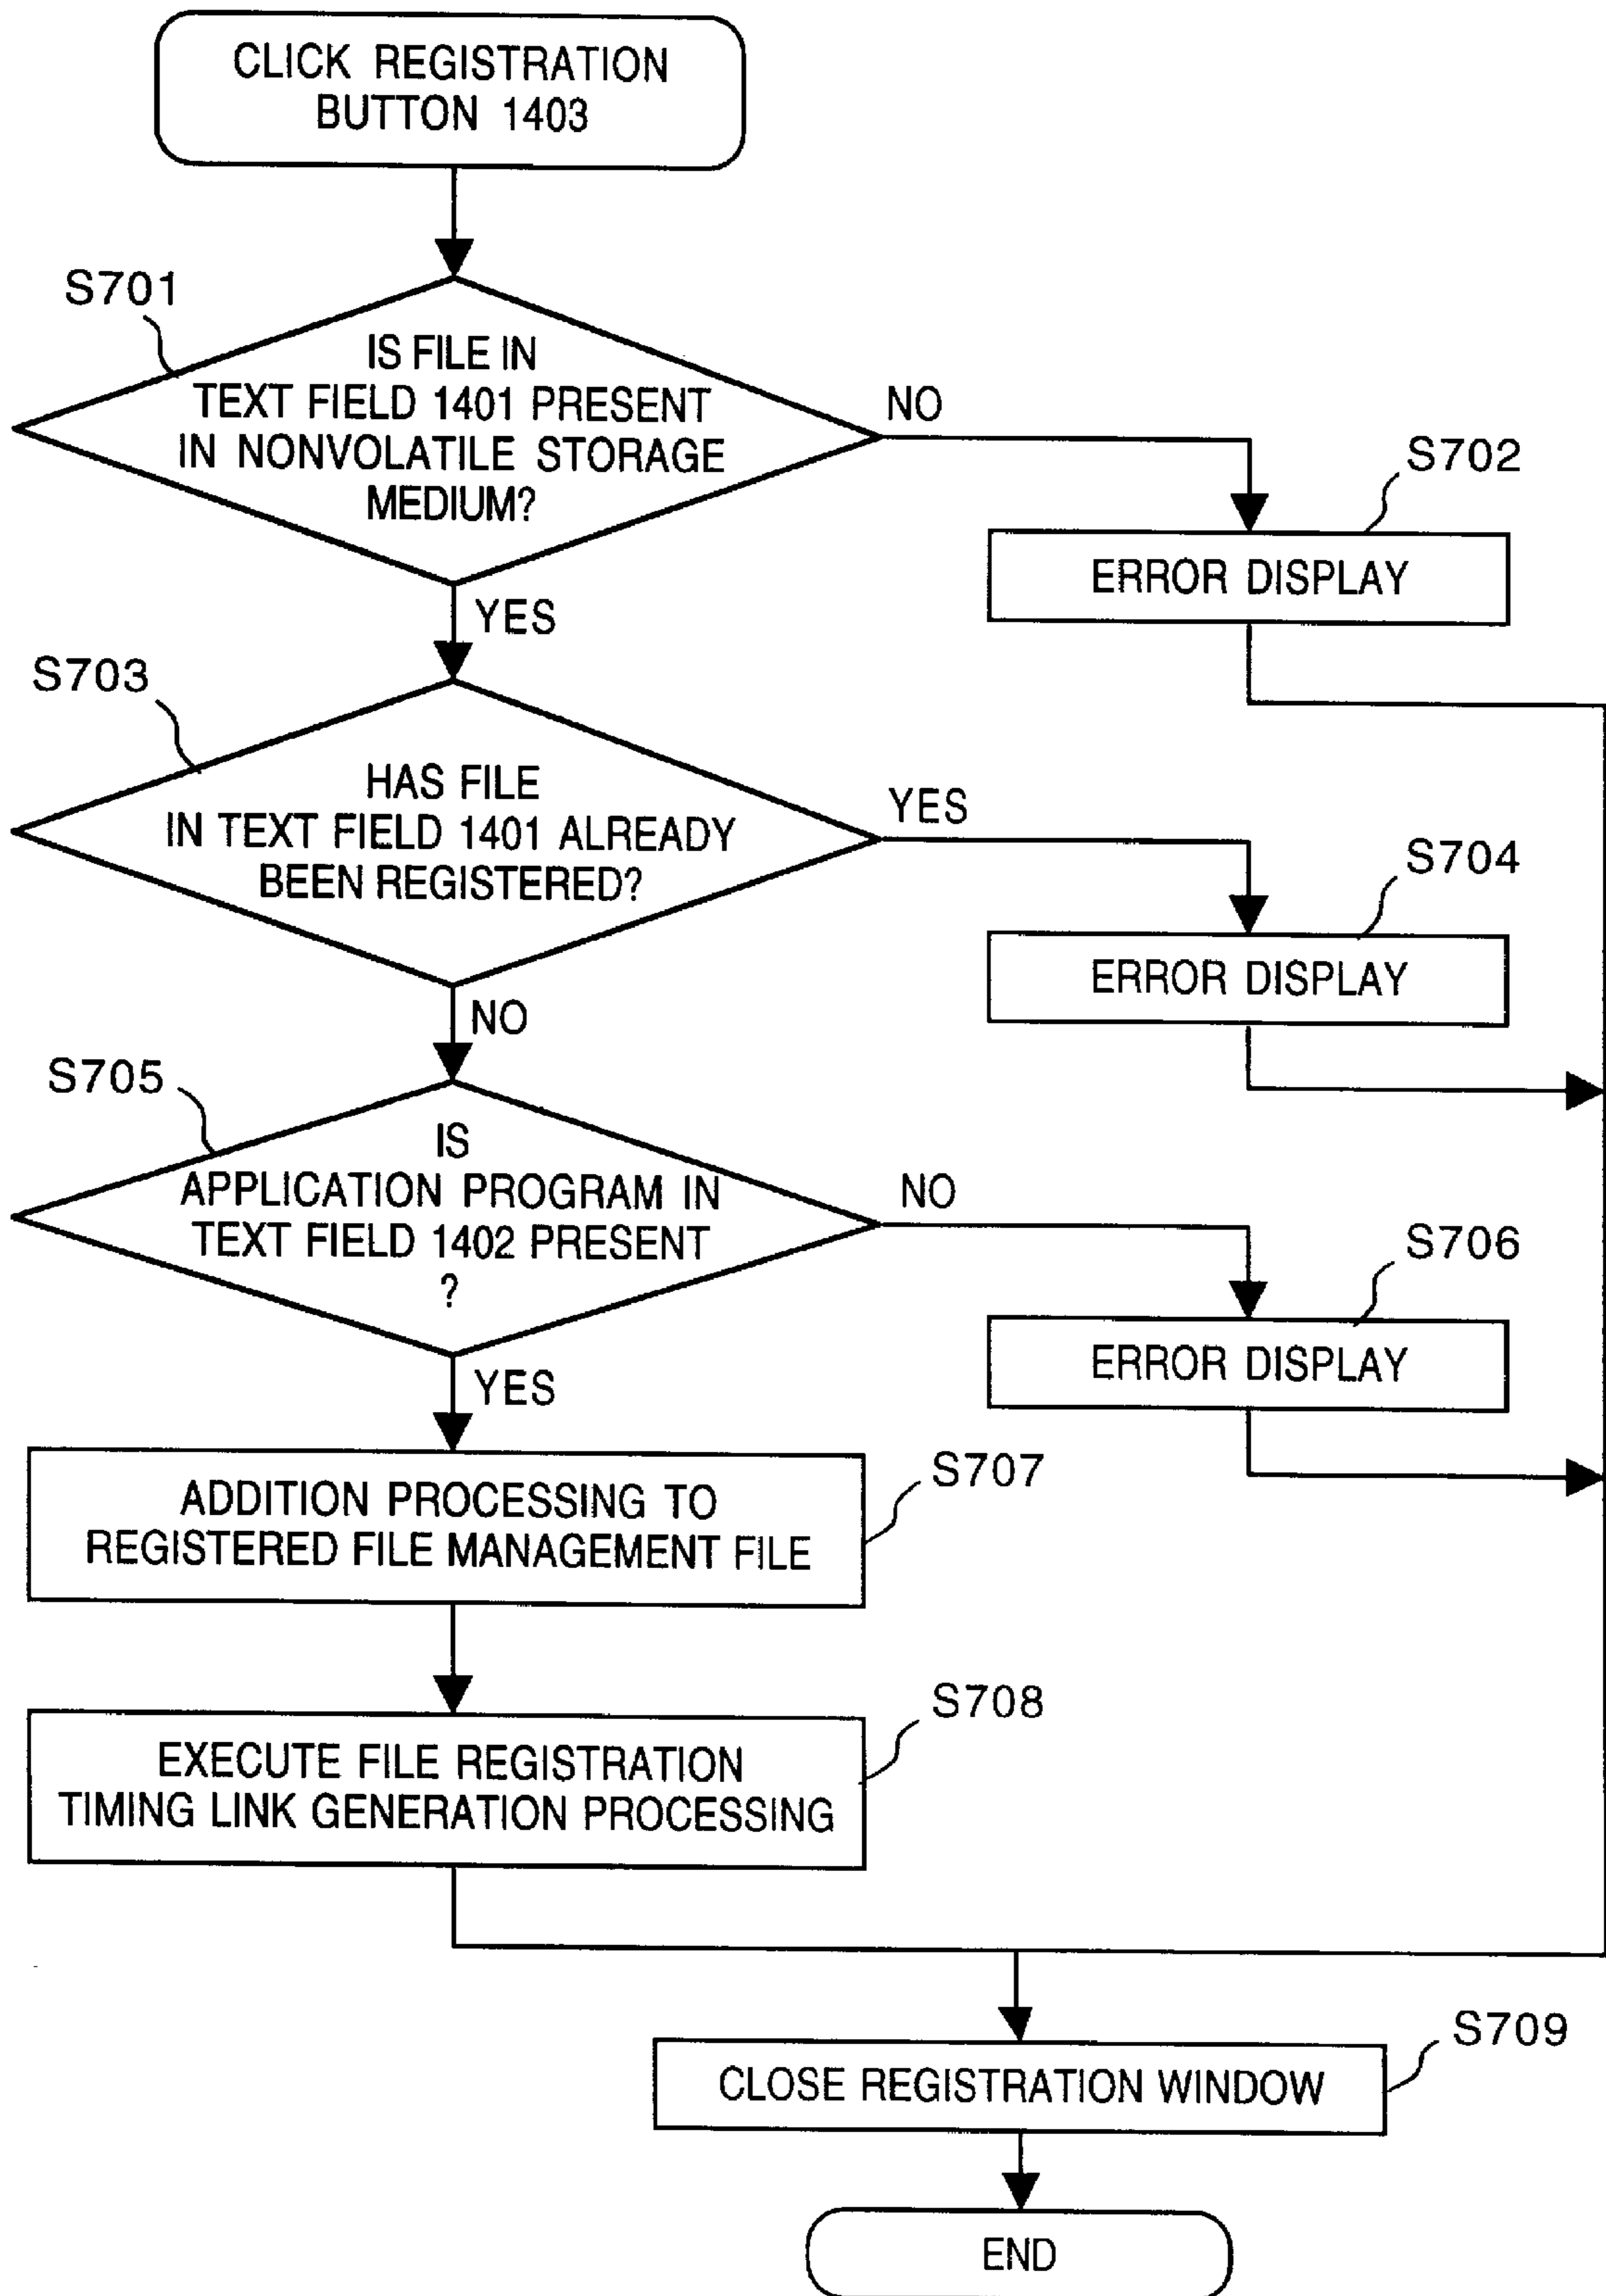 CLICK REGISTRATION
BUTTON 1403
S701
IS FILE IN
TEXT FIELD 1401 PRESENT
IN NONVOLATILE STORAGE
MEDIUM?
NO
S702
ERROR DISPLAY
YES
S703
HAS FILE
IN TEXT FIELD 1401 ALREADY
BEEN REGISTERED?
YES
S704
ERROR DISPLAY
NO
S705
IS
APPLICATION PROGRAM IN
TEXT FIELD 1402 PRESENT
?
NO
S706
ERROR DISPLAY
YES
S707
ADDITION PROCESSING TO
REGISTERED FILE MANAGEMENT FILE
S708
EXECUTE FILE REGISTRATION
TIMING LINK GENERATION PROCESSING
S709
CLOSE REGISTRATION WINDOW
END